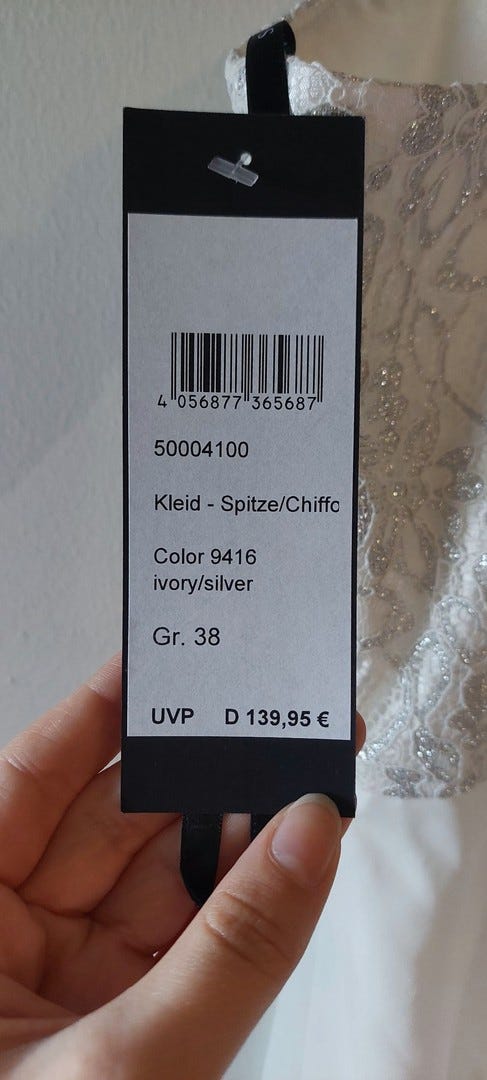 4 056877 365687
50004100
Kleid - Spitze/Chiffo
Color 9416
ivory/silver
Gr. 38
UVP D 139,95 €